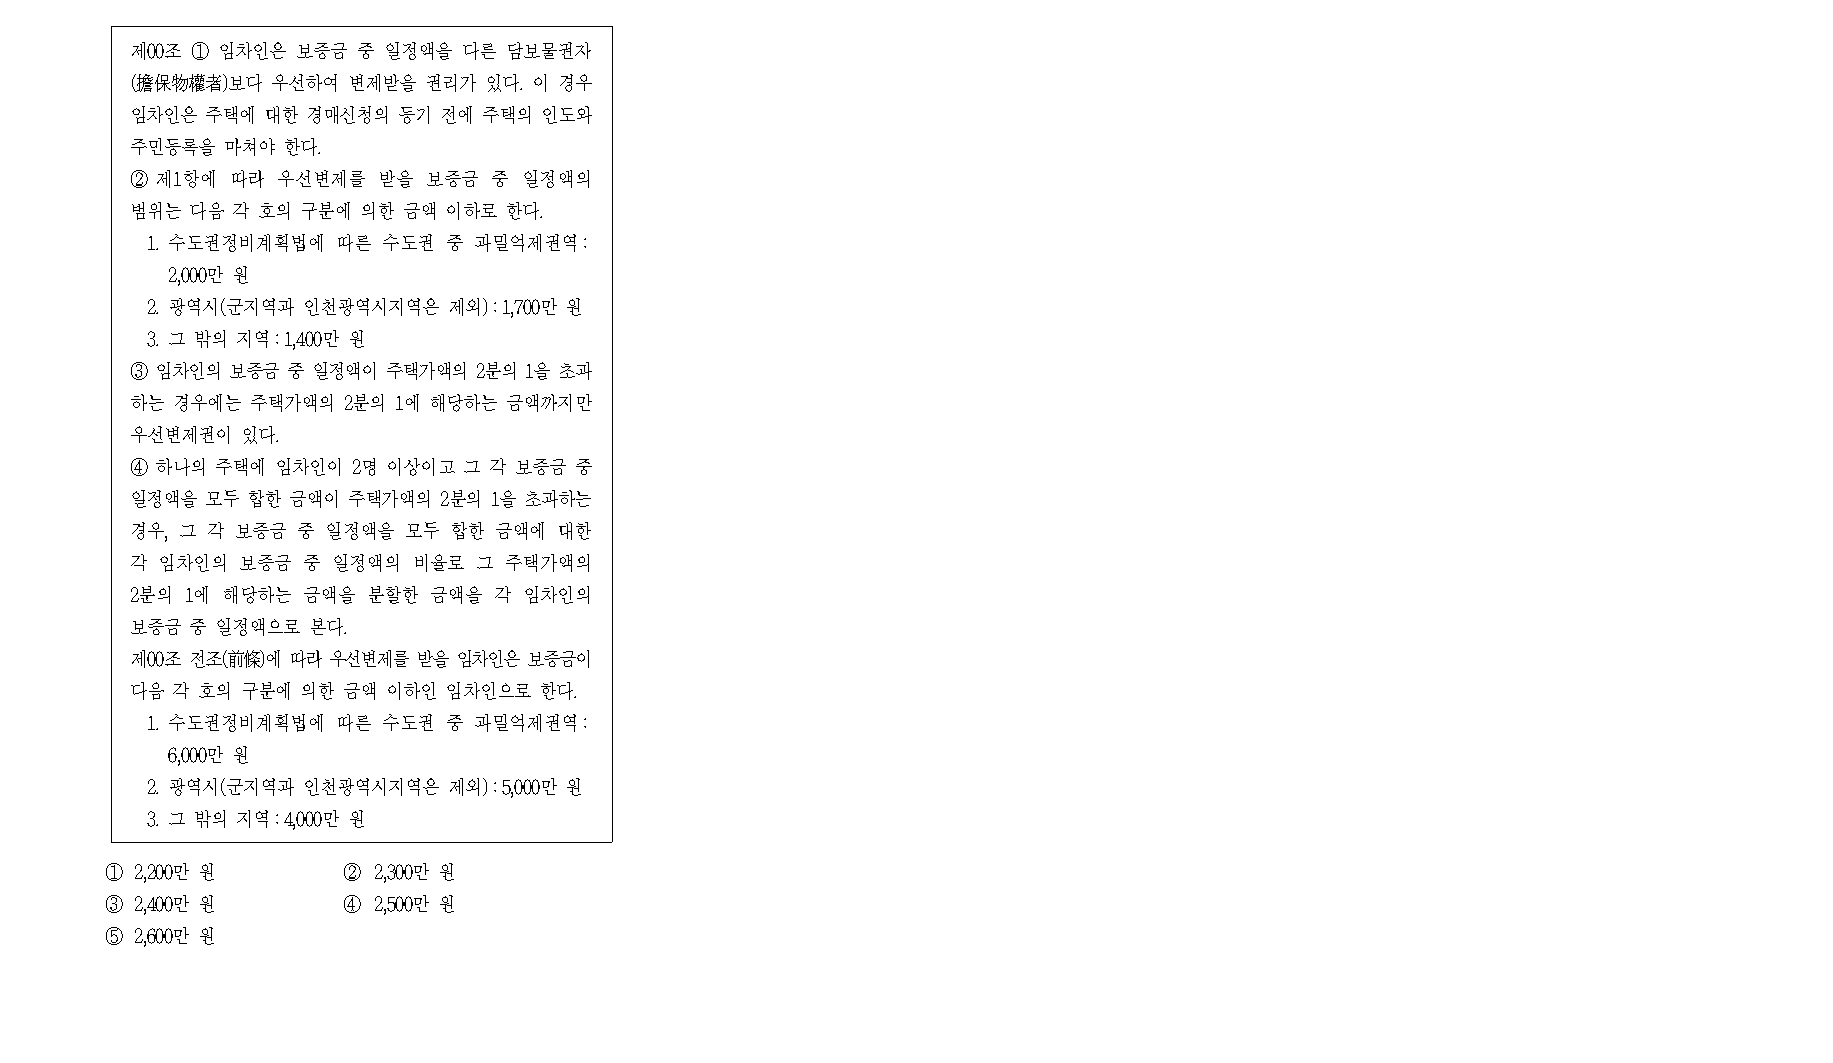 제00조 ① 임차인은 보증금 중 일정액을 다른 담보물권자
(擔保物權者)보다 우선하여 변제받을 권리가 있다. 이 경우
임차인은 주택에 대한 경매신청의 등기 전에 주택의 인도와
주민등록을 마쳐야 한다.
② 제1항에 따라 우선변제를 받을 보증금 중 일정액의
범위는 다음 각 호의 구분에 의한 금액 이하로 한다.
1. 수도권정비계획법에 따른 수도권 중 과밀억제권역:
2,000만 원
2. 광역시(군지역과 인천광역시지역은 제외): 1,700만 원
3. 그 밖의 지역: 1,400만 원
③ 임차인의 보증금 중 일정액이 주택가액의 2분의 1을 초과
하는 경우에는 주택가액의 2분의 1에 해당하는 금액까지만
우선변제권이 있다.
④ 하나의 주택에 임차인이 2명 이상이고 그 각 보증금 중
일정액을 모두 합한 금액이 주택가액의 2분의 1을 초과하는
경우, 그 각 보증금 중 일정액을 모두 합한 금액에 대한
각 임차인의 보증금 중 일정액의 비율로 그 주택가액의
2분의 1에 해당하는 금액을 분할한 금액을 각 임차인의
보증금 중 일정액으로 본다.
제00조 전조(前條)에 따라 우선변제를 받을 임차인은 보증금이
다음 각 호의 구분에 의한 금액 이하인 임차인으로 한다.
1. 수도권정비계획법에 따른 수도권 중 과밀억제권역:
6,000만 원
2. 광역시(군지역과 인천광역시지역은 제외): 5,000만 원
3. 그 밖의 지역: 4,000만 원
① 2,200만 원 ② 2,300만 원
③ 2,400만 원 ④ 2,500만 원
⑤ 2,600만 원